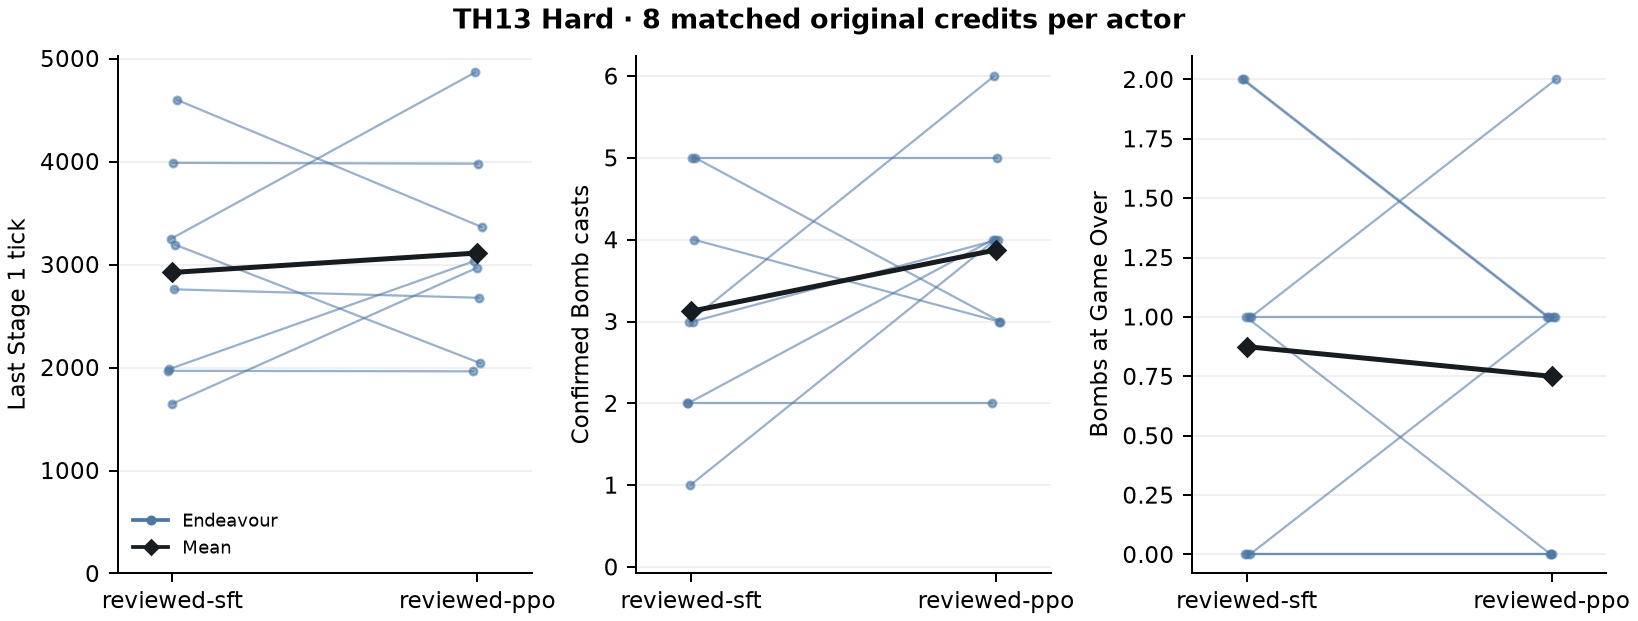 TH13 Hard · 8 matched original credits per actor
Last Stage 1 tick
5000
4000
3000
2000
1000
0
Endeavour
Mean
reviewed-sft
reviewed-ppo
Confirmed Bomb casts
6
5
4
3
2
1
0
reviewed-sft
reviewed-ppo
Bombs at Game Over
2.00
1.75
1.50
1.25
1.00
0.75
0.50
0.25
0.00
reviewed-sft
reviewed-ppo